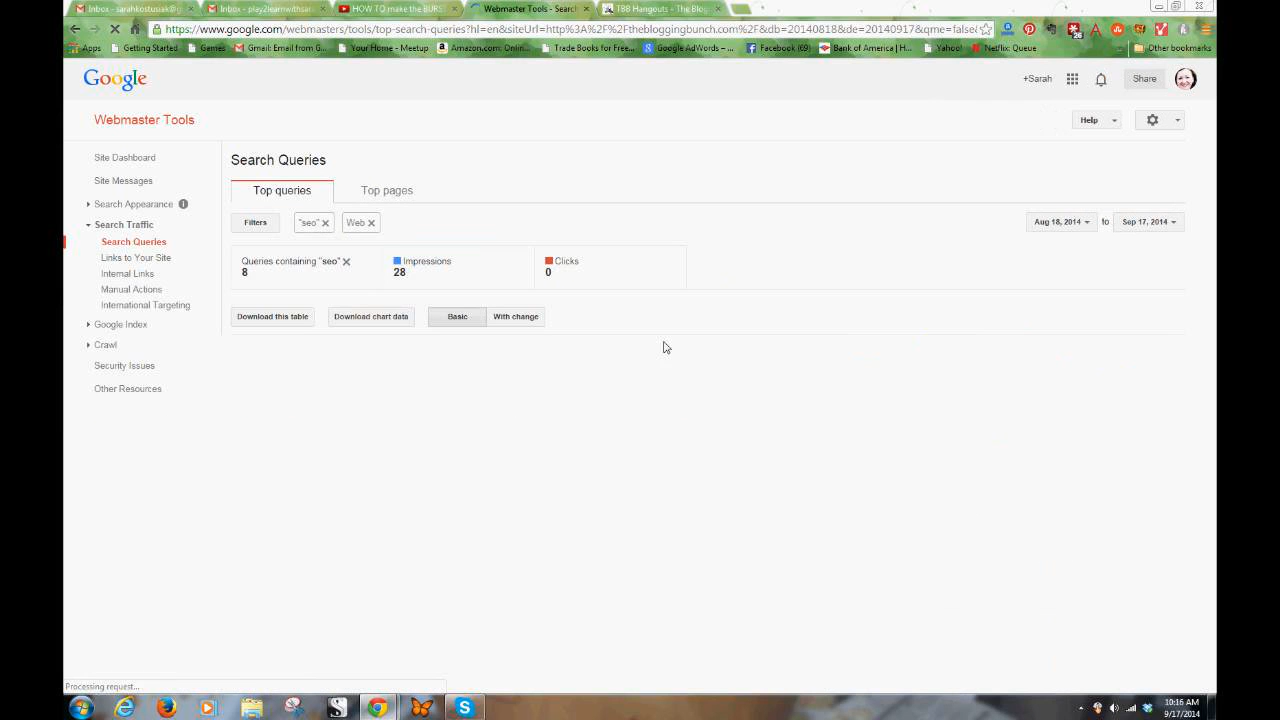 Inbox - sarahkostusiak@g
Inbox - play2learnwithsar
HOW TO make the BURS
Webmaster Tools - Search
TBB Hangouts - The Blog
https://www.google.com/webmasters/tools/top-search-queries?hl=en&siteUrl=http%3A%2F%2Fthebloggingbunch.com%2F&db=20140818&de=20140917&qme=false&
26
Apps
Getting Started
Games
Gmail: Email from G...
Your Home - Meetup
Amazon.com: Onlin...
Trade Books for Free...
Google AdWords – ...
Facebook (69)
Bank of America | H...
Yahoo!
Netflix: Queue
Other bookmarks
Google
+Sarah
Share
Webmaster Tools
Help
Site Dashboard
Site Messages
Search Appearance
Search Traffic
Search Queries
Links to Your Site
Internal Links
Manual Actions
International Targeting
Google Index
Crawl
Security Issues
Other Resources
Search Queries
Top queries
Top pages
Filters
"seo"
Web
Aug 18, 2014
to
Sep 17, 2014
Queries containing "seo"
8
Impressions
28
Clicks
0
Download this table
Download chart data
Basic
With change
Processing request...
10:16 AM
9/17/2014